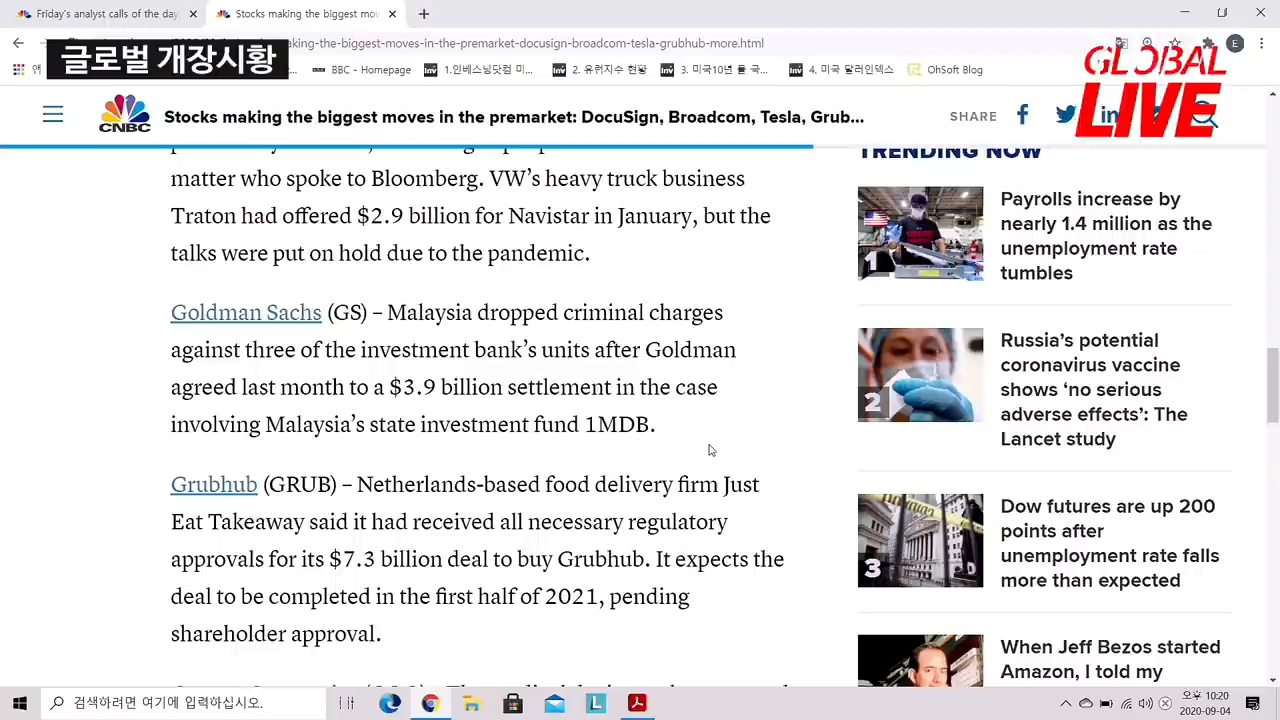 Friday's analyst calls of the day
Stocks making the biggest mov
글로벌 개장시황
king-the-biggest-moves-in-the-premarket-docusign-broadcom-tesla-grubhub-more.html
BBC - Homepage
1.인베스닝닷컴 미...
2. 유뤈지수 현황
3. 미국10년 뮬 국...
4. 미국 달러인덱스
OhSoft Blog
GLOBAL
LIVE
CNBC
Stocks making the biggest moves in the premarket: DocuSign, Broadcom, Tesla, Grub...
SHARE
matter who spoke to Bloomberg. VW's heavy truck business
Traton had offered $2.9 billion for Navistar in January, but the
talks were put on hold due to the pandemic.
Goldman Sachs (GS) – Malaysia dropped criminal charges
against three of the investment bank's units after Goldman
agreed last month to a $3.9 billion settlement in the case
involving Malaysia's state investment fund 1MDB.
Grubhub (GRUB) – Netherlands-based food delivery firm Just
Eat Takeaway said it had received all necessary regulatory
approvals for its $7.3 billion deal to buy Grubhub. It expects the
deal to be completed in the first half of 2021, pending
shareholder approval.
TRENDING NOW
1
Payrolls increase by
nearly 1.4 million as the
unemployment rate
tumbles
2
Russia's potential
coronavirus vaccine
shows 'no serious
adverse effects': The
Lancet study
3
Dow futures are up 200
points after
unemployment rate falls
more than expected
When Jeff Bezos started
Amazon, I told my
검색하려면 여기에 입력하십시오.
오후 10:20
2020-09-04